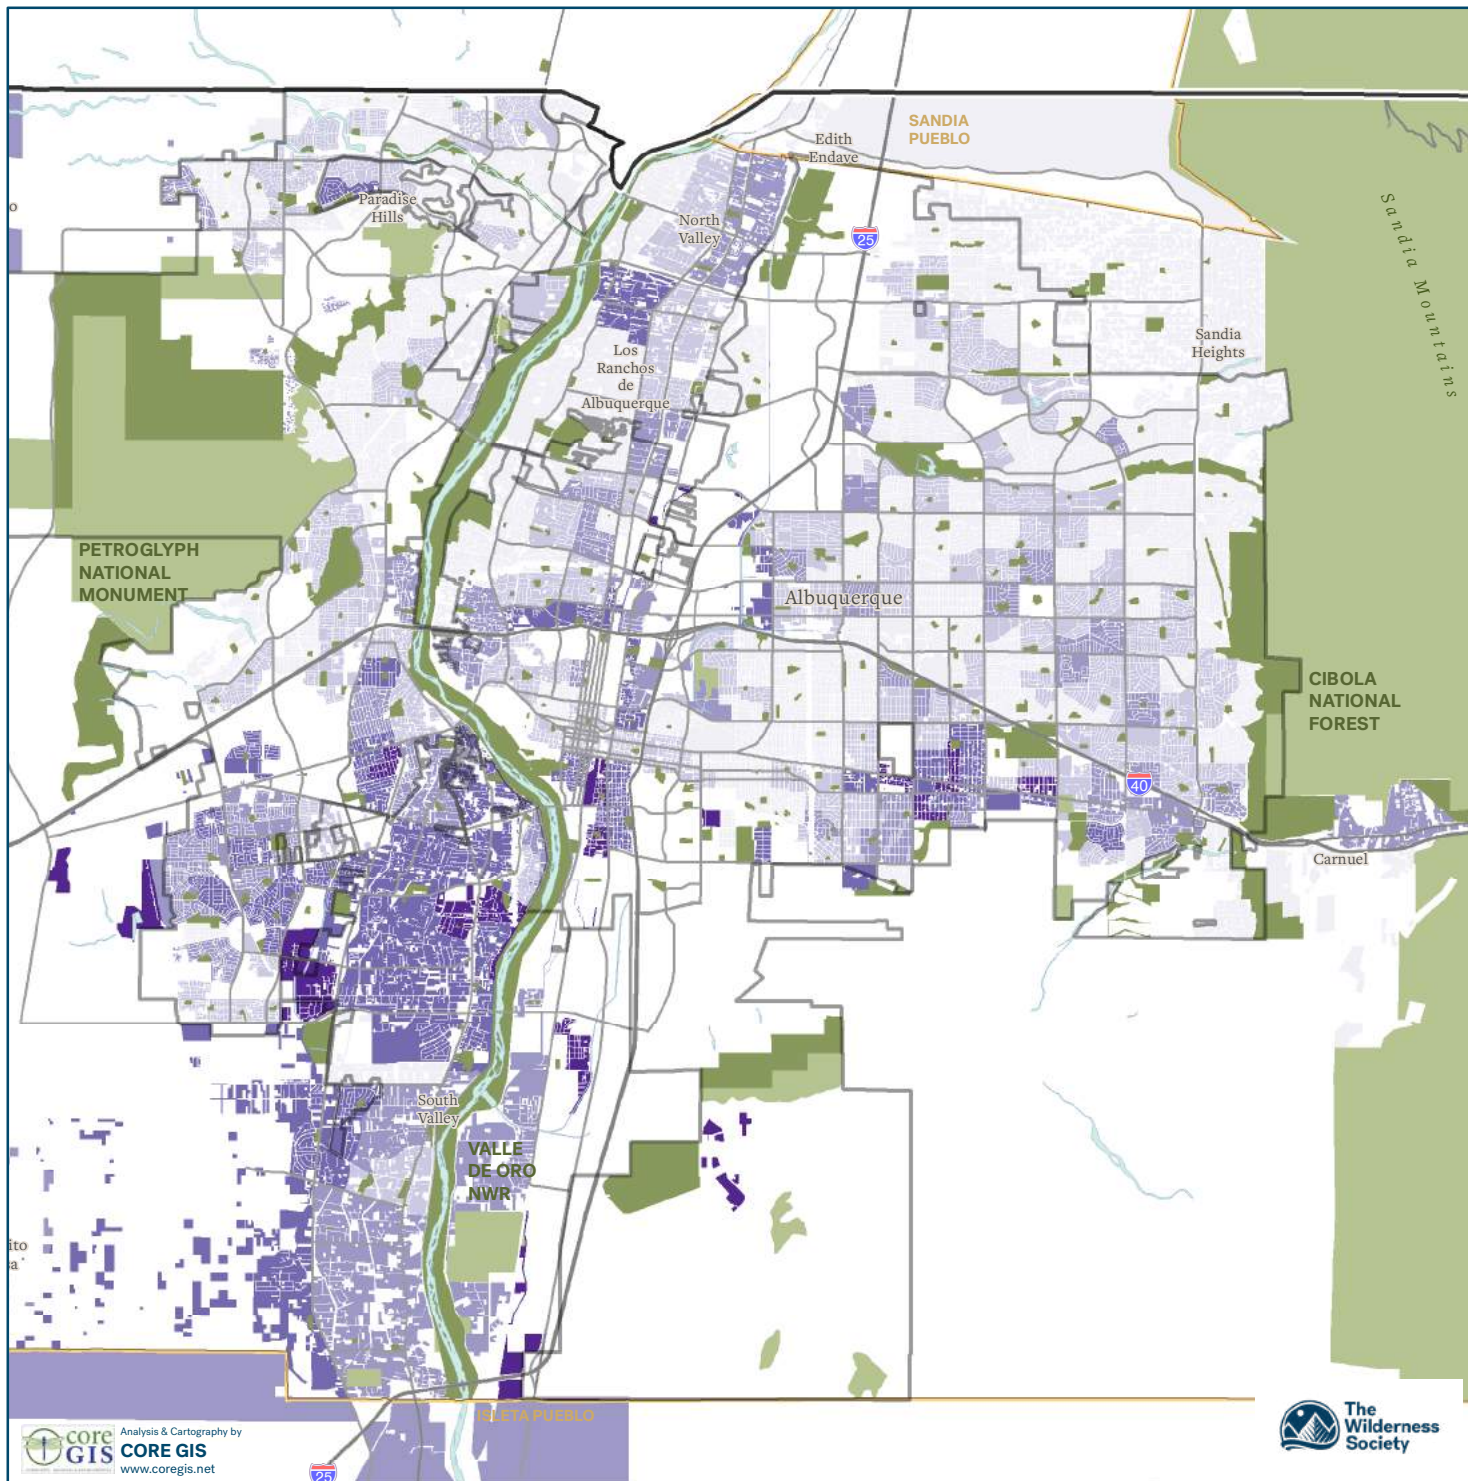 SANDIA
PUEBLO
Edith
Endave
Paradise
Hills
North
Valley
25
Sandia Mountains
Sandia
Heights
Los
Ranchos
de
Albuquerque
PETROGLYPH
NATIONAL
MONUMENT
Albuquerque
CIBOLA
NATIONAL
FOREST
40
Carnuel
South
Valley
VALLE
DE ORO
NWR
ito
a
ISLETA PUEBLO
core
GIS
Analysis & Cartography by
CORE GIS
www.coregis.net
25
The
Wilderness
Society